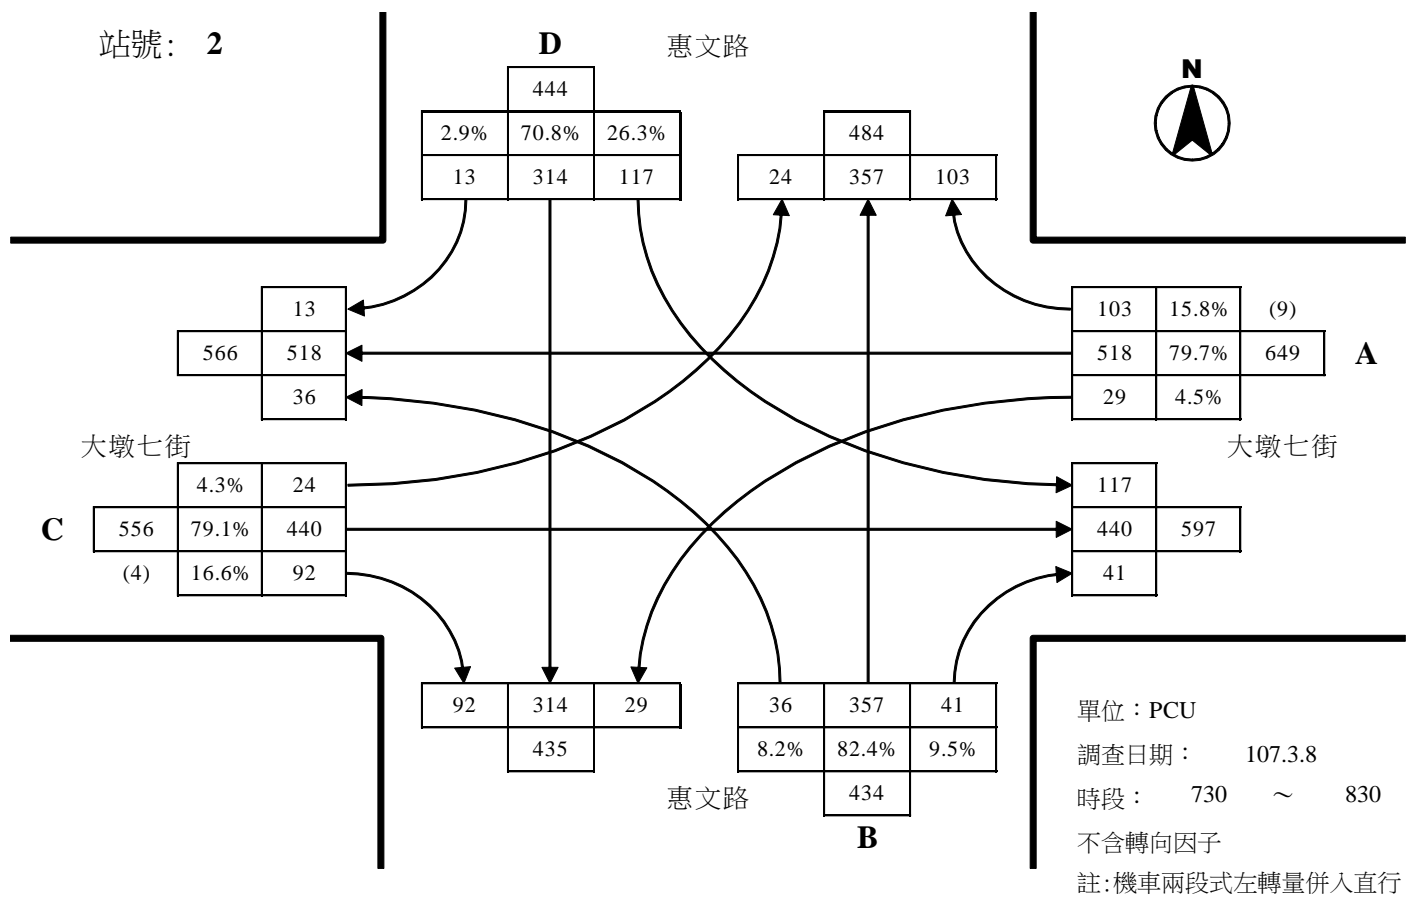 站號: 2
D
惠文路
N
444
2.9% 70.8% 26.3%
13 314 117
484
24 357 103
13
566 518
36
103 15.8% (9)
518 79.7% 649 A
29 4.5%
大墩七街
大墩七街
4.3% 24
C 556 79.1% 440
(4) 16.6% 92
117
440 597
41
92 314 29
435
36 357 41
8.2% 82.4% 9.5%
434
惠文路
B
單位：PCU
調查日期： 107.3.8
時段： 730 ～ 830
不含轉向因子
註:機車兩段式左轉量併入直行